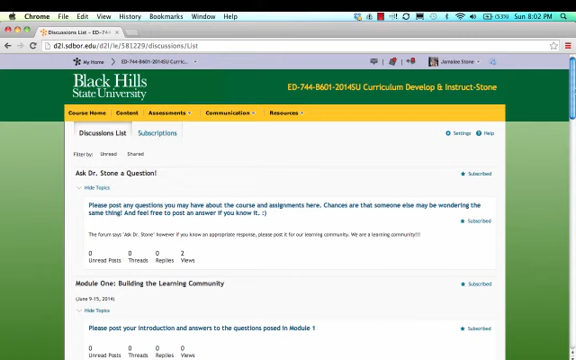 Chrome File Edit View History Bookmarks Window Help
(53%) Sun 8:02 PM
Discussions List - ED-744-
d2l.sdbor.edu/d2l/le/581229/discussions/List
My Home ED-744-B601-2014SU Curric... Jamalee Stone
Black Hills
State University
ED-744-B601-2014SU Curriculum Develop & Instruct-Stone
Course Home Content Assessments Communication Resources
Discussions List Subscriptions Settings Help
Filter by: Unread Shared
Ask Dr. Stone a Question! Subscribed
Hide Topics
Please post any questions you may have about the course and assignments here. Chances are that someone else may be wondering the
same thing! And feel free to post an answer if you know it. :)
Subscribed
The forum says "Ask Dr. Stone" however if you know an appropriate response, please post it for our learning community. We are a learning community!!!
0 0 0 2
Unread Posts Threads Replies Views
Module One: Building the Learning Community Subscribed
(June 9-15, 2014)
Hide Topics
Please post your introduction and answers to the questions posed in Module 1 Subscribed
0 0 0 0
Unread Posts Threads Replies Views